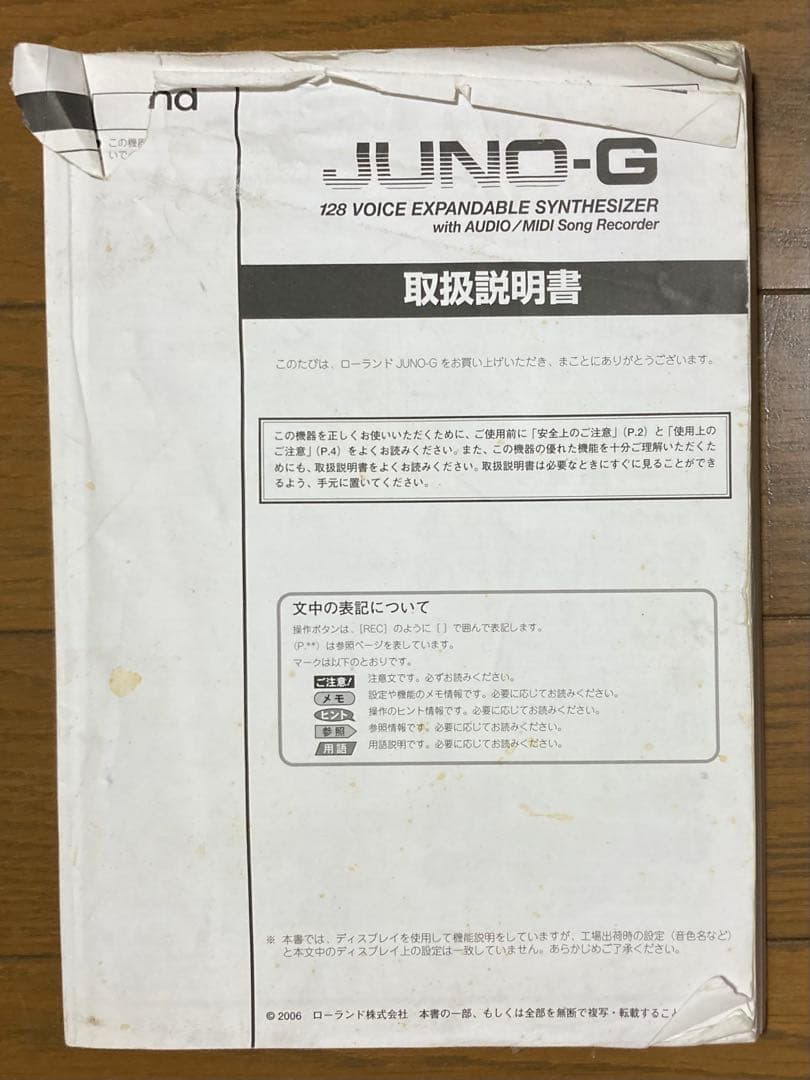 nd
この機器
いで
JUNO-G
128 VOICE EXPANDABLE SYNTHESIZER
with AUDIO/MIDI Song Recorder
取扱説明書
このたびは、ローランド JUNO-G をお買い上げいただき、まことにありがとうございます。
この機器を正しくお使いいただくために、ご使用前に「安全上のご注意」(P.2) と「使用上の
ご注意」(P.4) をよくお読みください。また、この機器の優れた機能を十分ご理解いただくた
めにも、取扱説明書をよくお読みください。取扱説明書は必要なときにすぐに見ることができ
るよう、手元に置いてください。
文中の表記について
操作ボタンは、[REC] のように [ ] で囲んで表記します。
(P.**) は参照ページを表しています。
マークは以下のとおりです。
ご注意! 注意文です。必ずお読みください。
メモ 設定や機能のメモ情報です。必要に応じてお読みください。
ヒント 操作のヒント情報です。必要に応じてお読みください。
参照 参照情報です。必要に応じてお読みください。
用語 用語説明です。必要に応じてお読みください。
※ 本書では、ディスプレイを使用して機能説明をしていますが、工場出荷時の設定（音色名など）
と本文中のディスプレイ上の設定は一致していません。あらかじめご了承ください。
© 2006 ローランド株式会社 本書の一部、もしくは全部を無断で複写・転載すること